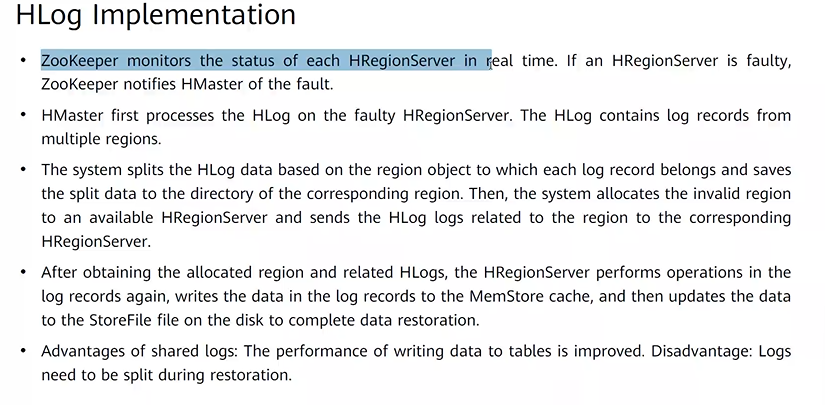 HLog Implementation
• ZooKeeper monitors the status of each HRegionServer in real time. If an HRegionServer is faulty,
ZooKeeper notifies HMaster of the fault.
• HMaster first processes the HLog on the faulty HRegionServer. The HLog contains log records from
multiple regions.
• The system splits the HLog data based on the region object to which each log record belongs and saves
the split data to the directory of the corresponding region. Then, the system allocates the invalid region
to an available HRegionServer and sends the HLog logs related to the region to the corresponding
HRegionServer.
• After obtaining the allocated region and related HLogs, the HRegionServer performs operations in the
log records again, writes the data in the log records to the MemStore cache, and then updates the data
to the StoreFile file on the disk to complete data restoration.
• Advantages of shared logs: The performance of writing data to tables is improved. Disadvantage: Logs
need to be split during restoration.